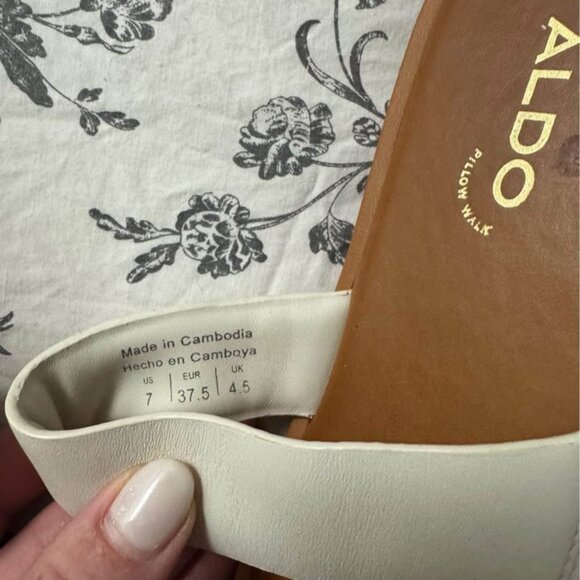 ALDO
PILLOW WALK
Made in Cambodia
Hecho en Camboya
US EUR UK
7 37.5 4.5